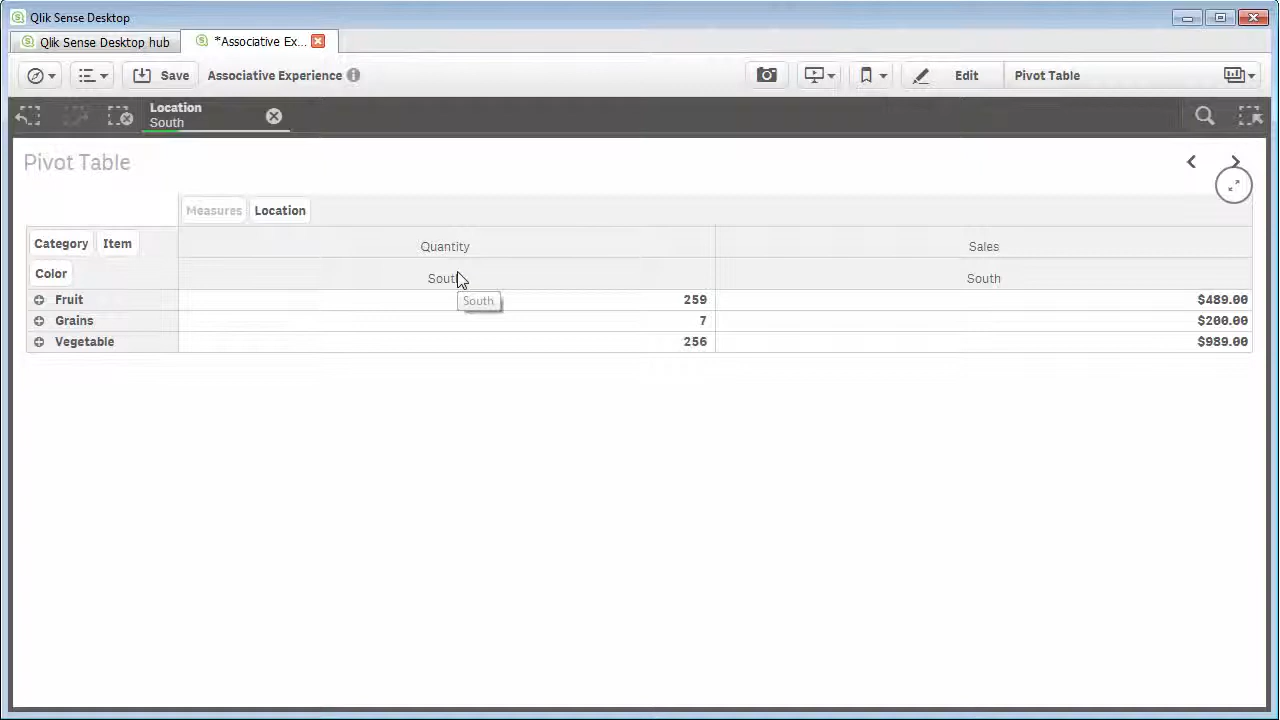 Qlik Sense Desktop
Qlik Sense Desktop hub
*Associative Ex...
Save
Associative Experience
Edit
Pivot Table
Location
South
Pivot Table
Measures
Location
Category
Item
Quantity
Sales
Color
Sout
South
South
Fruit
259
$489.00
Grains
7
$200.00
Vegetable
256
$989.00